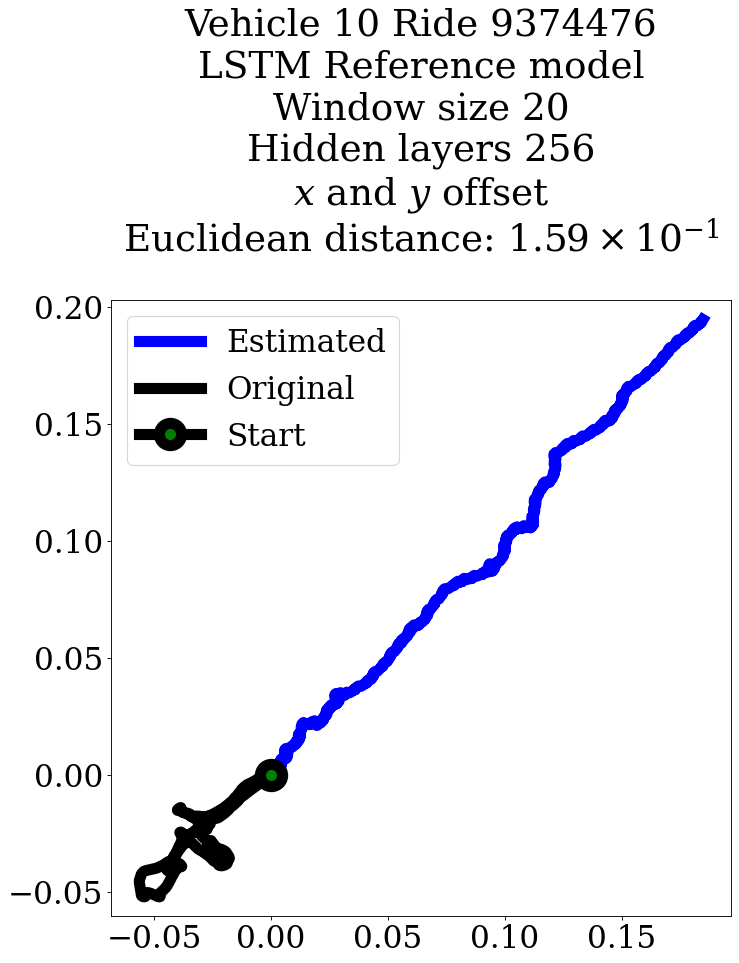 Vehicle 10 Ride 9374476
LSTM Reference model
Window size 20
Hidden layers 256
x and y offset
Euclidean distance: 1.59 × 10⁻¹
Estimated
Original
Start
0.20
0.15
0.10
0.05
0.00
−0.05
−0.05 0.00 0.05 0.10 0.15